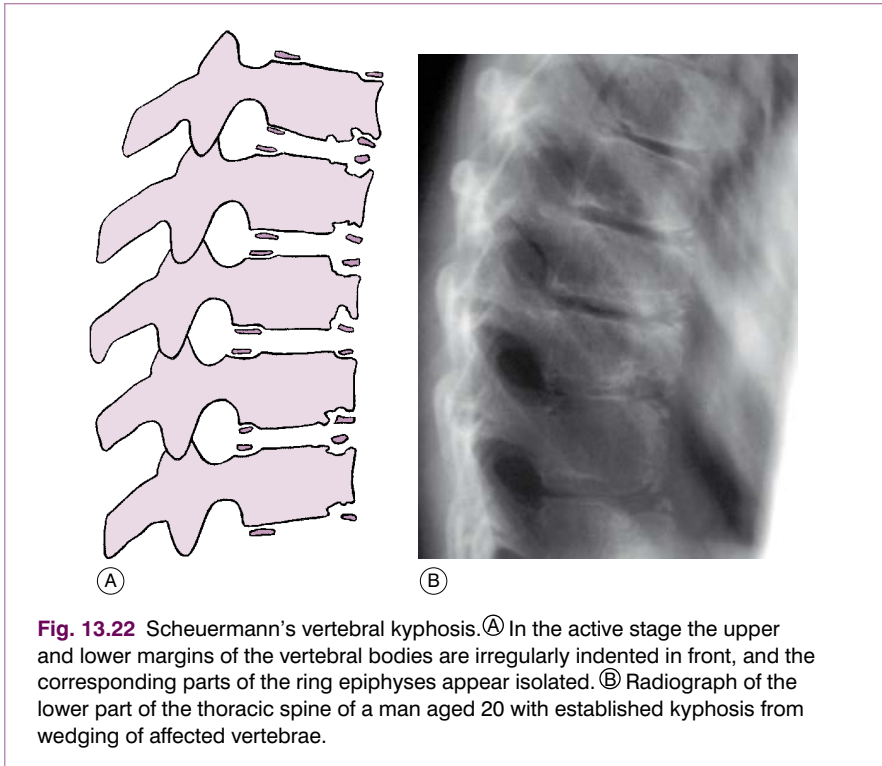 A
B
Fig. 13.22 Scheuermann’s vertebral kyphosis. Ⓐ In the active stage the upper
and lower margins of the vertebral bodies are irregularly indented in front, and the
corresponding parts of the ring epiphyses appear isolated. Ⓑ Radiograph of the
lower part of the thoracic spine of a man aged 20 with established kyphosis from
wedging of affected vertebrae.